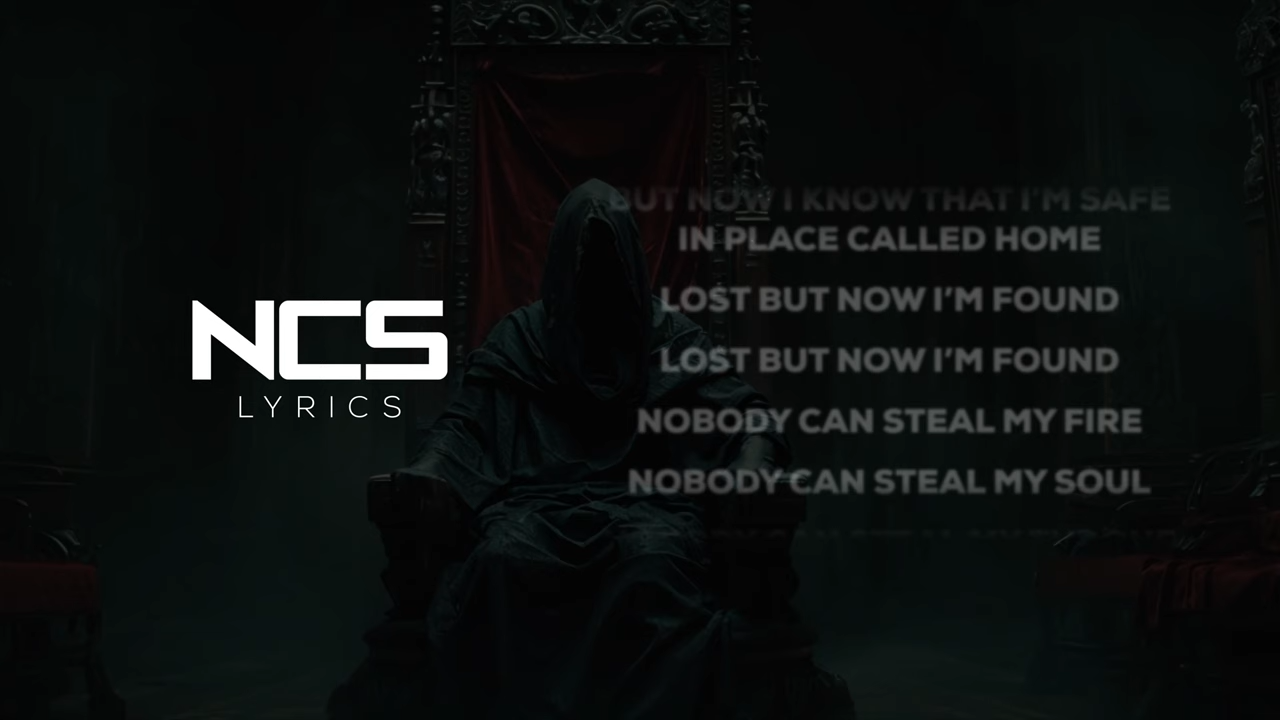 NCS
LYRICS
BUT NOW I KNOW THAT I'M SAFE
IN PLACE CALLED HOME
LOST BUT NOW I'M FOUND
LOST BUT NOW I'M FOUND
NOBODY CAN STEAL MY FIRE
NOBODY CAN STEAL MY SOUL